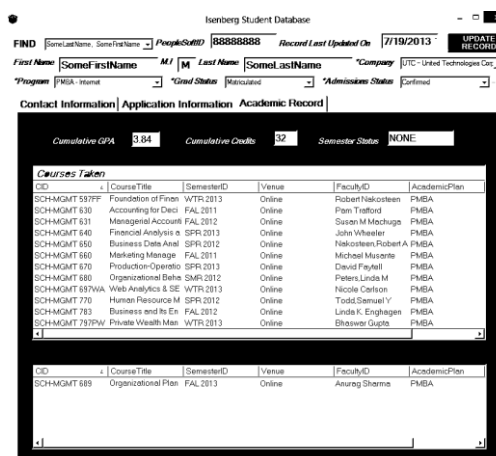 Isenberg Student Database
FIND SomeLastName, SomeFirstName PeopleSoftID 88888888 Record Last Updated On 7/19/2013 UPDATE RECORD
First Name SomeFirstName M.I M Last Name SomeLastName *Company UTC - United Technologies Corp
*Program PMBA - Internet *Grad Status Matriculated *Admissions Status Confirmed
Contact Information Application Information Academic Record
Cumulative GPA 3.84 Cumulative Credits 32 Semester Status NONE
Courses Taken
CID CourseTitle SemesterID Venue FacultyID AcademicPlan
SCH-MGMT 597FF Foundation of Finan WTR 2013 Online Robert Nakosteen PMBA
SCH-MGMT 630 Accounting for Deci FAL 2011 Online Pam Trafford PMBA
SCH-MGMT 631 Managerial Accounti FAL 2012 Online Susan M Machuga PMBA
SCH-MGMT 640 Financial Analysis a SPR 2013 Online John Wheeler PMBA
SCH-MGMT 650 Business Data Anal SPR 2012 Online Nakosteen,Robert A PMBA
SCH-MGMT 660 Marketing Manage FAL 2011 Online Michael Musante PMBA
SCH-MGMT 670 Production-Operatio SPR 2013 Online David Faytell PMBA
SCH-MGMT 680 Organizational Beha SMR 2012 Online Peters,Linda M PMBA
SCH-MGMT 697WA Web Analytics & SE WTR 2013 Online Nicole Carlson PMBA
SCH-MGMT 770 Human Resource M SPR 2012 Online Todd,Samuel Y PMBA
SCH-MGMT 783 Business and Its En FAL 2012 Online Linda K. Enghagen PMBA
SCH-MGMT 797PW Private Wealth Man WTR 2013 Online Bhaswar Gupta PMBA
CID CourseTitle SemesterID Venue FacultyID AcademicPlan
SCH-MGMT 689 Organizational Plan FAL 2013 Online Anurag Sharma PMBA